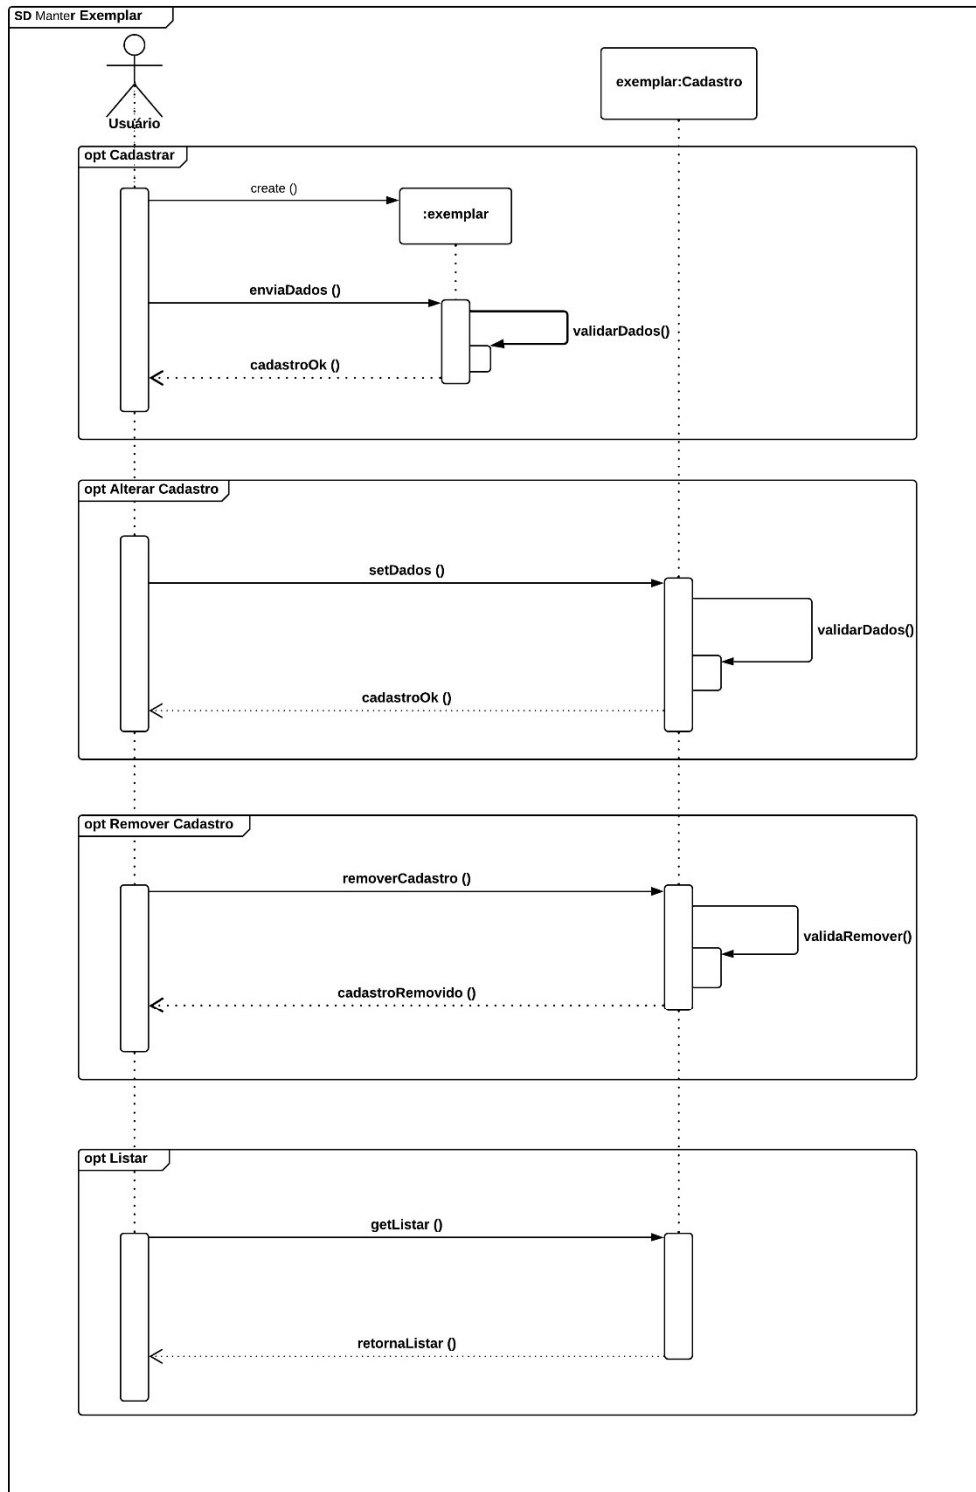 SD Manter Exemplar
Usuário
exemplar:Cadastro
opt Cadastrar
create ()
:exemplar
enviaDados ()
validarDados()
cadastroOk ()
opt Alterar Cadastro
setDados ()
validarDados()
cadastroOk ()
opt Remover Cadastro
removerCadastro ()
validaRemover()
cadastroRemovido ()
opt Listar
getListar ()
retornaListar ()